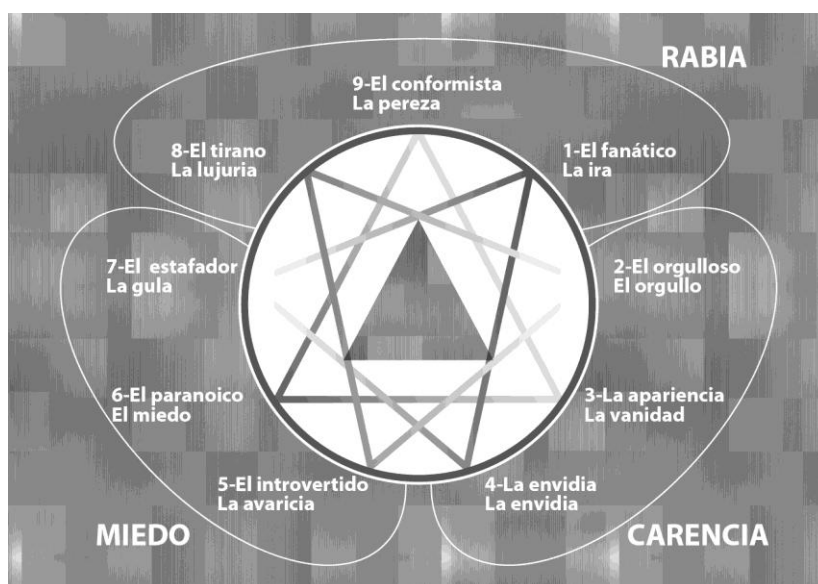 RABIA
9-El conformista
La pereza
8-El tirano
La lujuria
1-El fanático
La ira
7-El estafador
La gula
2-El orgulloso
El orgullo
6-El paranoico
El miedo
3-La apariencia
La vanidad
5-El introvertido
La avaricia
4-La envidia
La envidia
MIEDO
CARENCIA